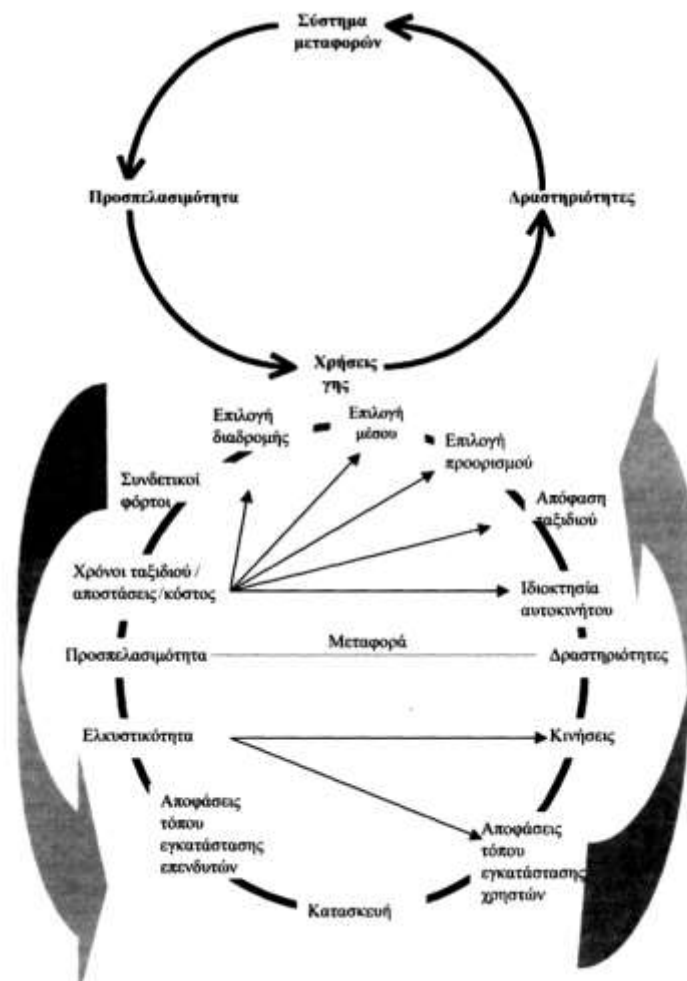 Σύστημα
μεταφορών
Προσπελασιμότητα
Δραστηριότητες
Χρήσεις
γης
Επιλογή
διαδρομής
Επιλογή
μέσου
Επιλογή
προορισμού
Συνδετικοί
φόρτοι
Απόφαση
ταξιδιού
Χρόνοι ταξιδιού /
αποστάσεις /κόστος
Ιδιοκτησία
αυτοκινήτου
Μεταφορά
Προσπελασιμότητα
Δραστηριότητες
Ελκυστικότητα
Κινήσεις
Αποφάσεις
τόπου
εγκατάστασης
επενδυτών
Αποφάσεις
τόπου
εγκατάστασης
χρηστών
Κατασκευή